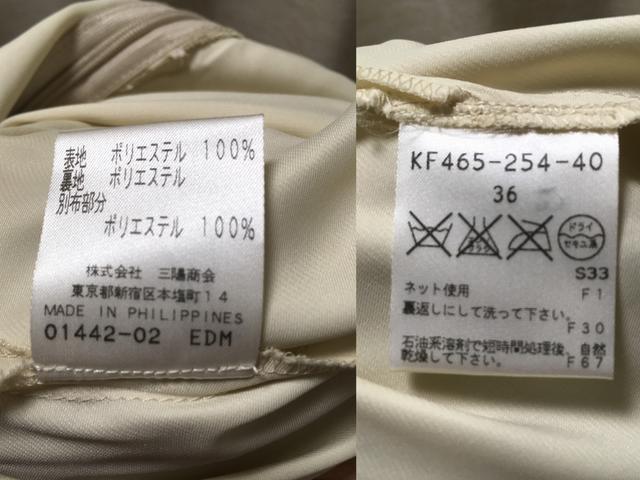 表地 ポリエステル 100%
裏地 ポリエステル
別布部分
ポリエステル 100%
株式会社 三陽商会
東京都新宿区本塩町14
MADE IN PHILIPPINES
01442-02 EDM
KF465-254-40
36
ドライ
セキユ系
S33
ネット使用 F1
裏返しにして洗って下さい。
F30
石油系溶剤で短時間処理後、自然
乾燥して下さい。 F67